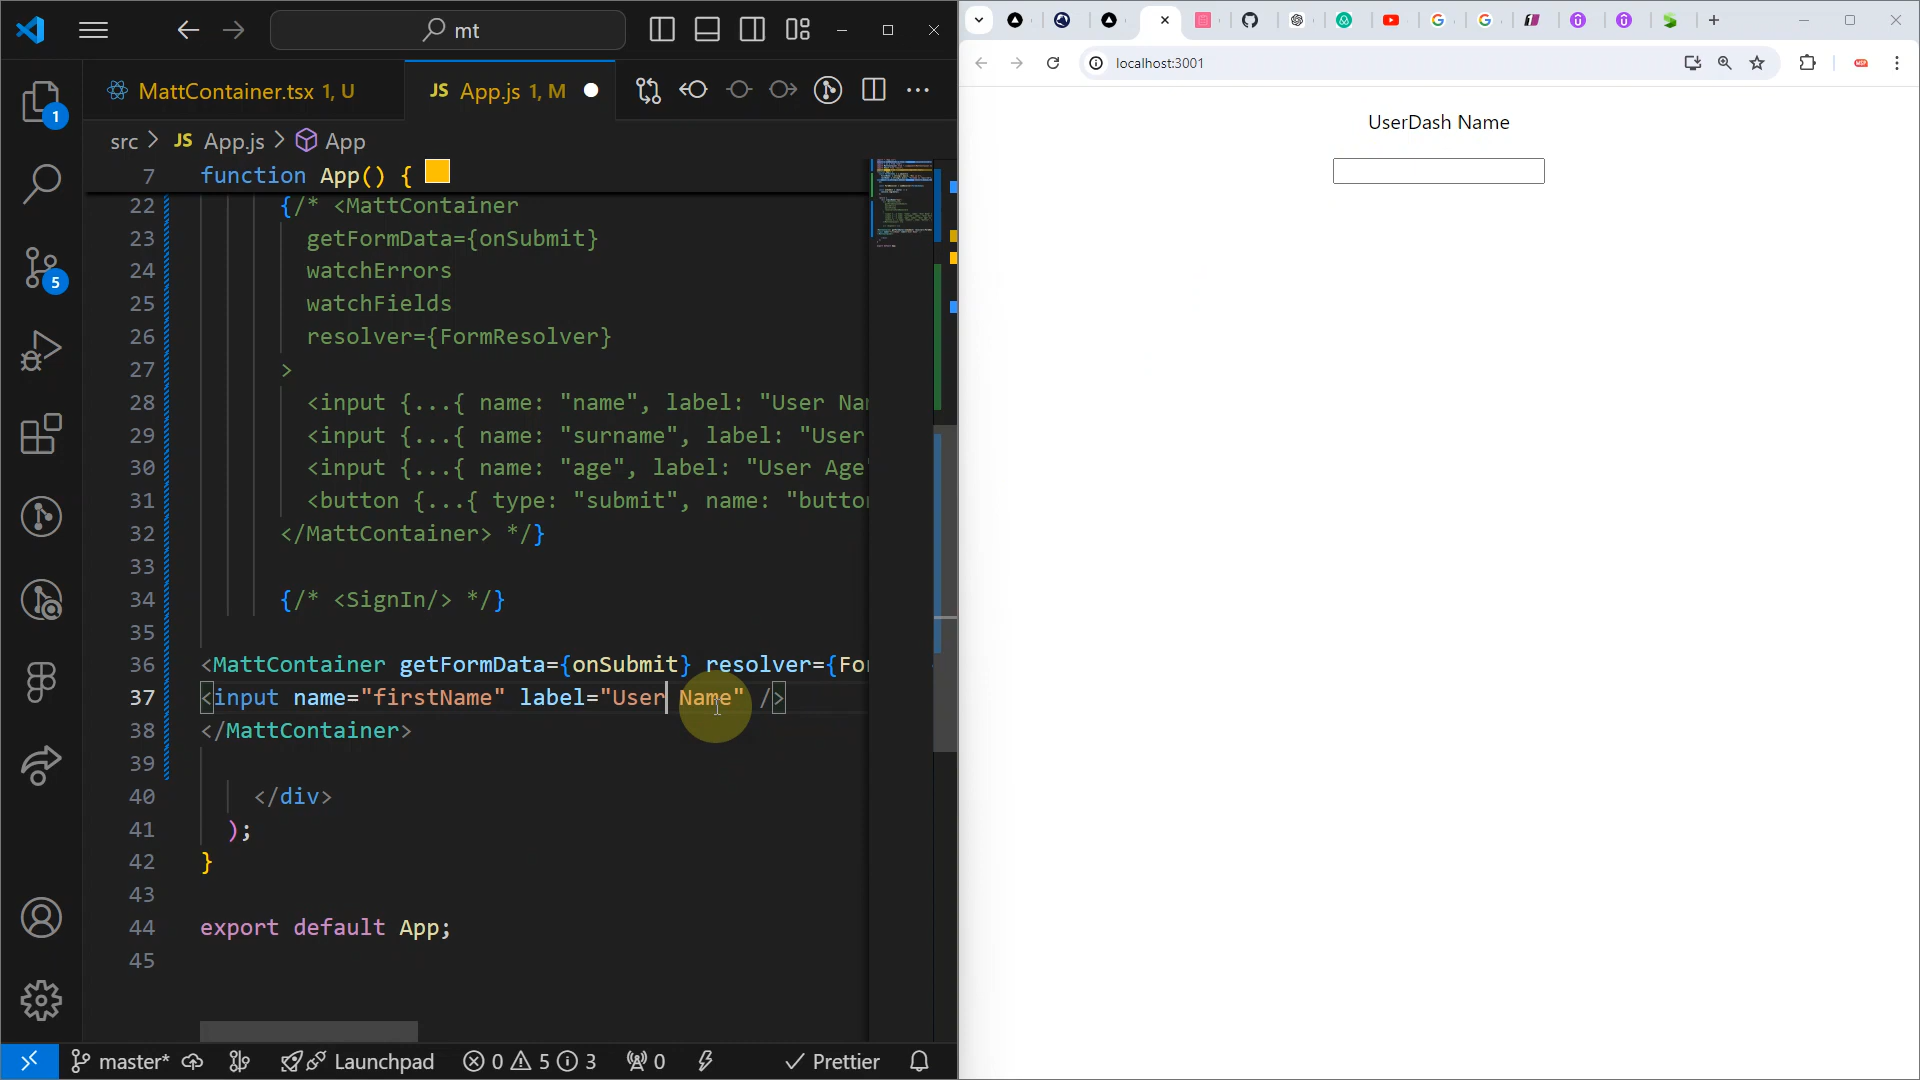 mt
MattContainer.tsx 1, U
JS App.js 1, M
src > JS App.js > App
7 function App() {
22 {/* <MattContainer
23 getFormData={onSubmit}
24 watchErrors
25 watchFields
26 resolver={FormResolver}
27 >
28 <input {...{ name: "name", label: "User Nam
29 <input {...{ name: "surname", label: "User
30 <input {...{ name: "age", label: "User Age"
31 <button {...{ type: "submit", name: "button
32 </MattContainer> */}
33
34 {/* <SignIn/> */}
35
36 <MattContainer getFormData={onSubmit} resolver={For
37 <input name="firstName" label="User Name" />
38 </MattContainer>
39
40 </div>
41 );
42 }
43
44 export default App;
45
1
5
master* Launchpad 0 5 3 0 Prettier
localhost:3001
UserDash Name